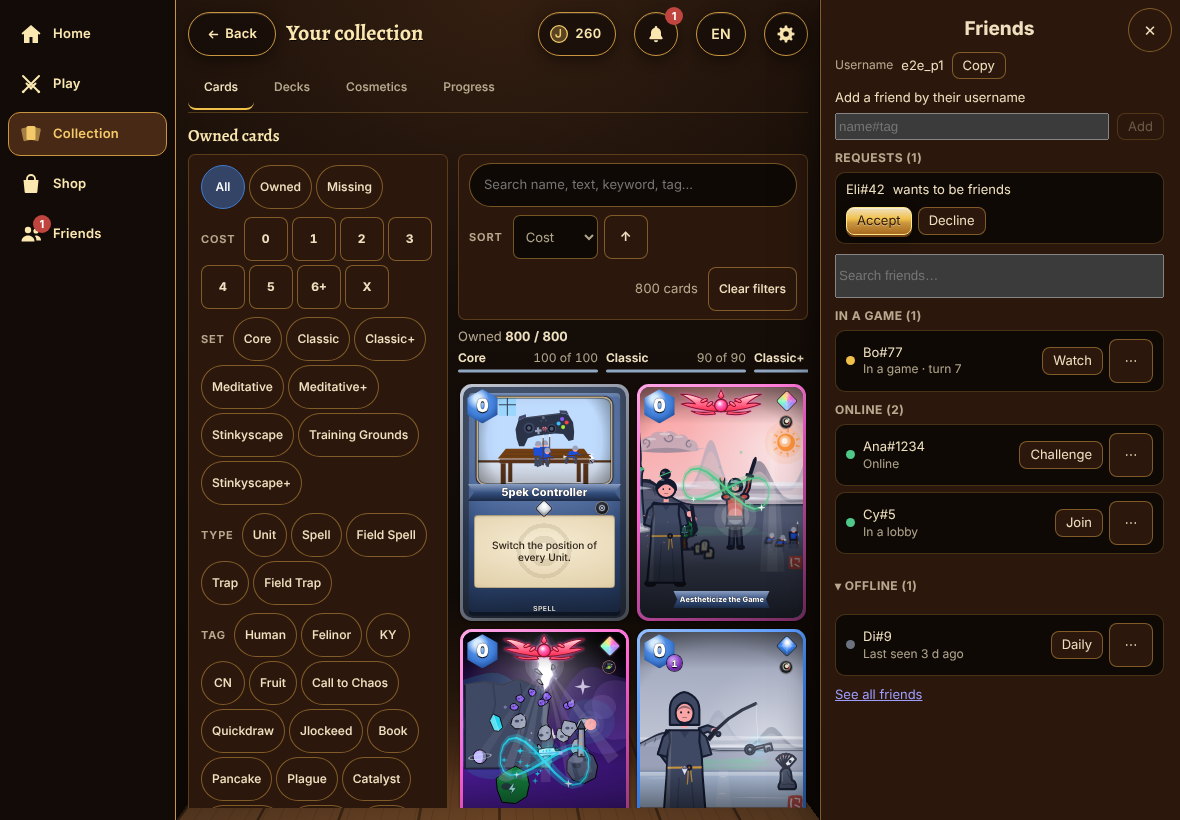 Home
Play
Collection
Shop
1
Friends
← Back
Your collection
J 260
1
EN
Cards
Decks
Cosmetics
Progress
Owned cards
All
Owned
Missing
COST
0
1
2
3
4
5
6+
X
SET
Core
Classic
Classic+
Meditative
Meditative+
Stinkyscape
Training Grounds
Stinkyscape+
TYPE
Unit
Spell
Field Spell
Trap
Field Trap
TAG
Human
Felinor
KY
CN
Fruit
Call to Chaos
Quickdraw
Jlockeed
Book
Pancake
Plague
Catalyst
Search name, text, keyword, tag...
SORT
Cost
↑
800 cards
Clear filters
Owned 800 / 800
Core 100 of 100
Classic 90 of 90
Classic+
0
5pek Controller
Switch the position of
every Unit.
SPELL
0
Aestheticize the Game
0
0
1
Friends
×
Username e2e_p1 Copy
Add a friend by their username
name#tag
Add
REQUESTS (1)
Eli#42 wants to be friends
Accept
Decline
Search friends...
IN A GAME (1)
Bo#77
In a game · turn 7
Watch
...
ONLINE (2)
Ana#1234
Online
Challenge
...
Cy#5
In a lobby
Join
...
▾ OFFLINE (1)
Di#9
Last seen 3 d ago
Daily
...
See all friends